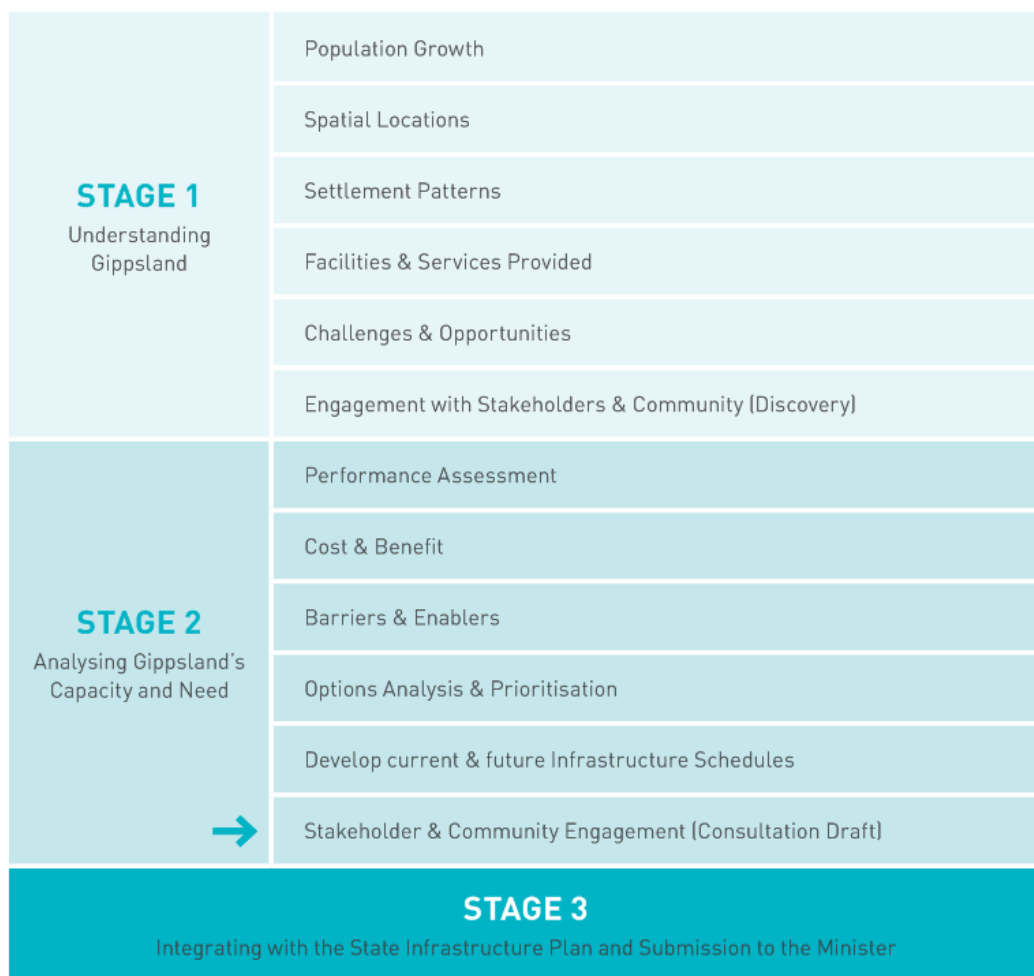 STAGE 1
Understanding
Gippsland
Population Growth
Spatial Locations
Settlement Patterns
Facilities & Services Provided
Challenges & Opportunities
Engagement with Stakeholders & Community (Discovery)
STAGE 2
Analysing Gippsland's
Capacity and Need
Performance Assessment
Cost & Benefit
Barriers & Enablers
Options Analysis & Prioritisation
Develop current & future Infrastructure Schedules
Stakeholder & Community Engagement (Consultation Draft)
STAGE 3
Integrating with the State Infrastructure Plan and Submission to the Minister